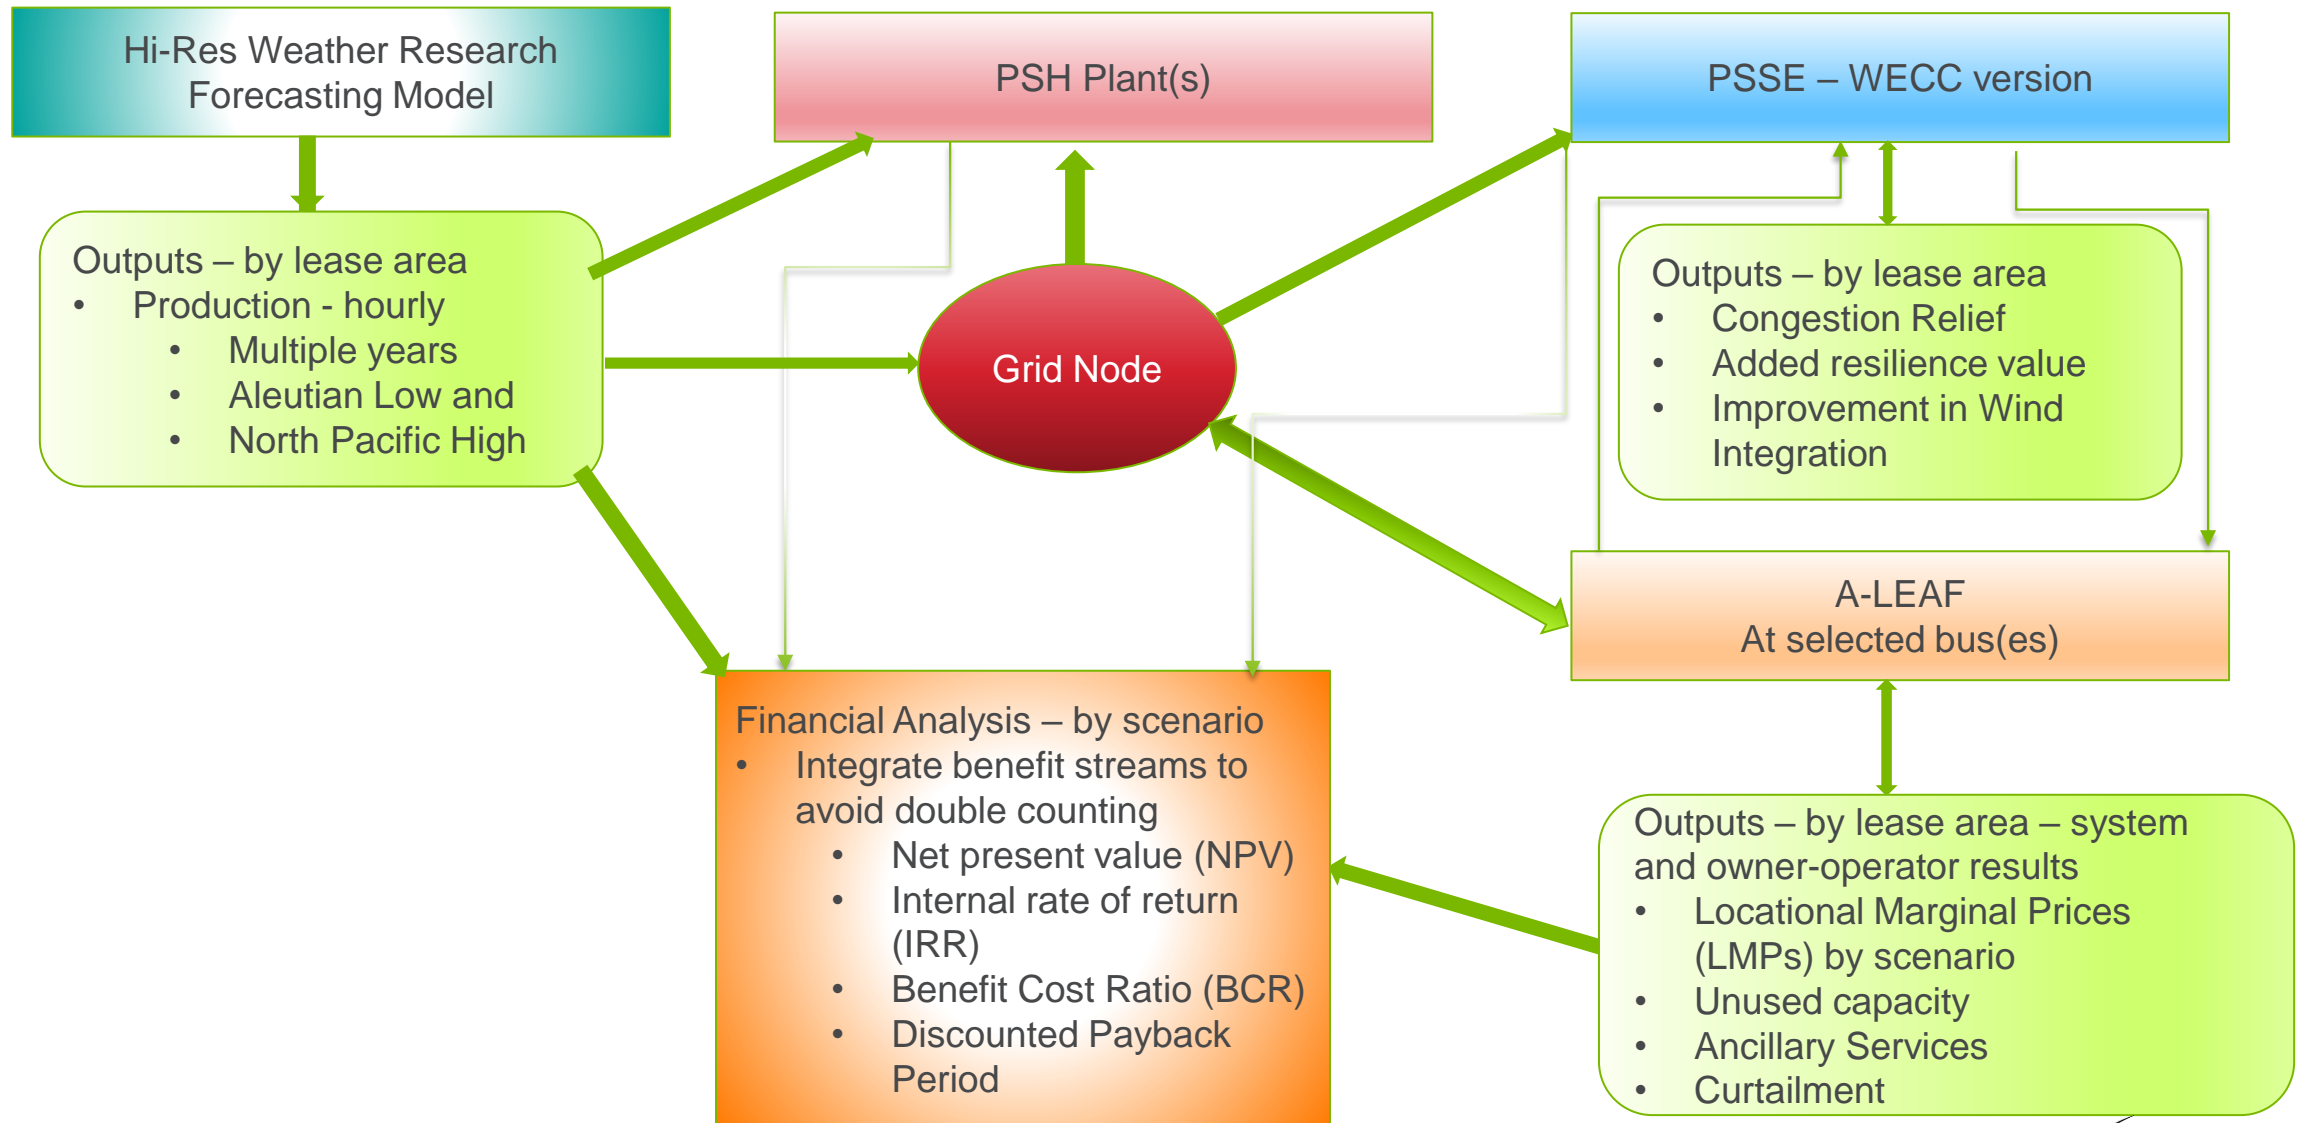 Hi-Res Weather Research
Forecasting Model
PSH Plant(s)
PSSE – WECC version
Outputs – by lease area
• Production - hourly
• Multiple years
• Aleutian Low and
• North Pacific High
Grid Node
Outputs – by lease area
• Congestion Relief
• Added resilience value
• Improvement in Wind
Integration
A-LEAF
At selected bus(es)
Financial Analysis – by scenario
• Integrate benefit streams to
avoid double counting
• Net present value (NPV)
• Internal rate of return
(IRR)
• Benefit Cost Ratio (BCR)
• Discounted Payback
Period
Outputs – by lease area – system
and owner-operator results
• Locational Marginal Prices
(LMPs) by scenario
• Unused capacity
• Ancillary Services
• Curtailment